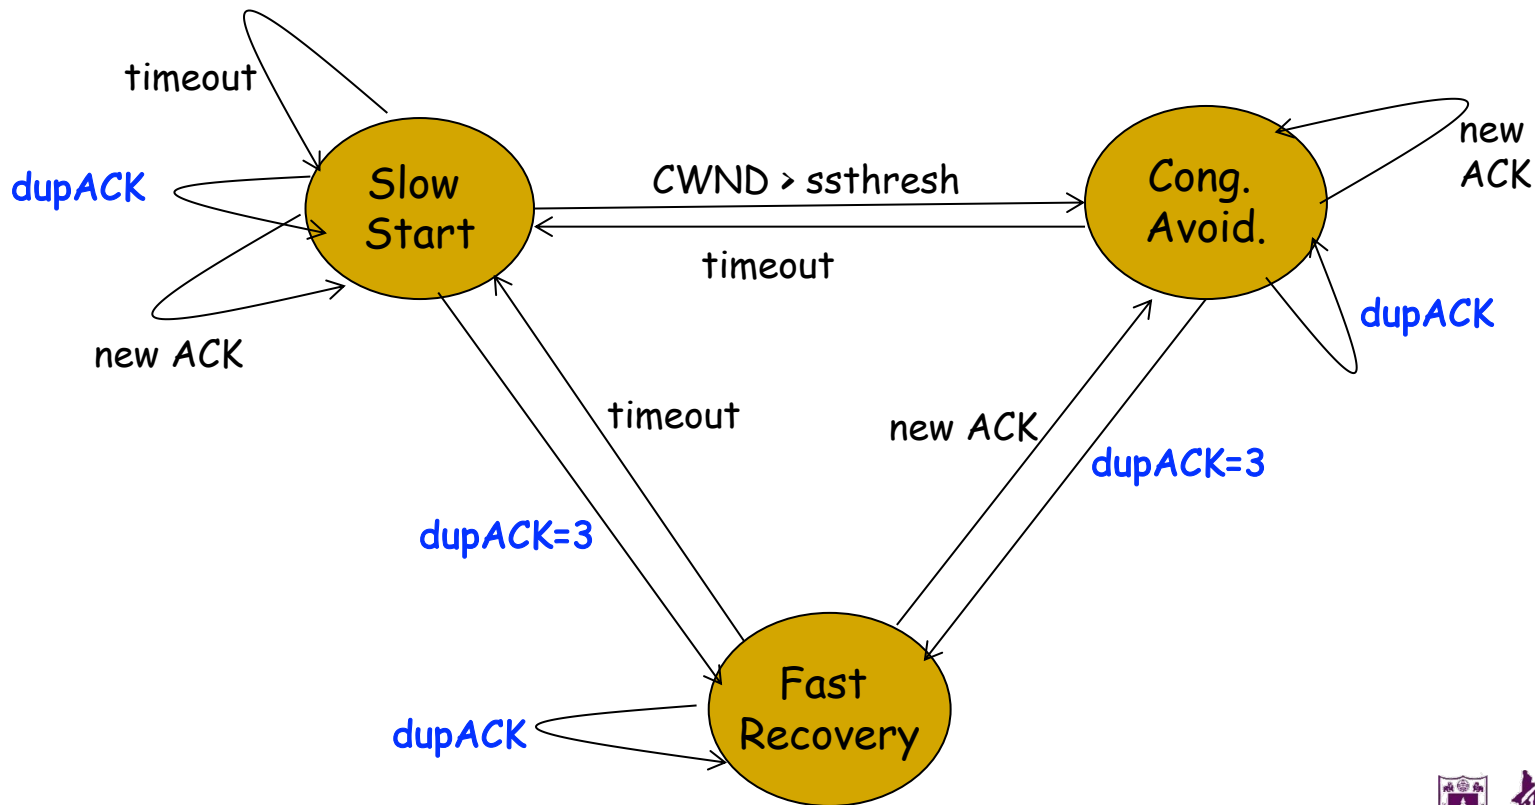 timeout
dupACK
Slow
Start
new ACK
CWND > ssthresh
timeout
Cong.
Avoid.
new
ACK
dupACK
timeout
new ACK
dupACK=3
dupACK=3
Fast
Recovery
dupACK